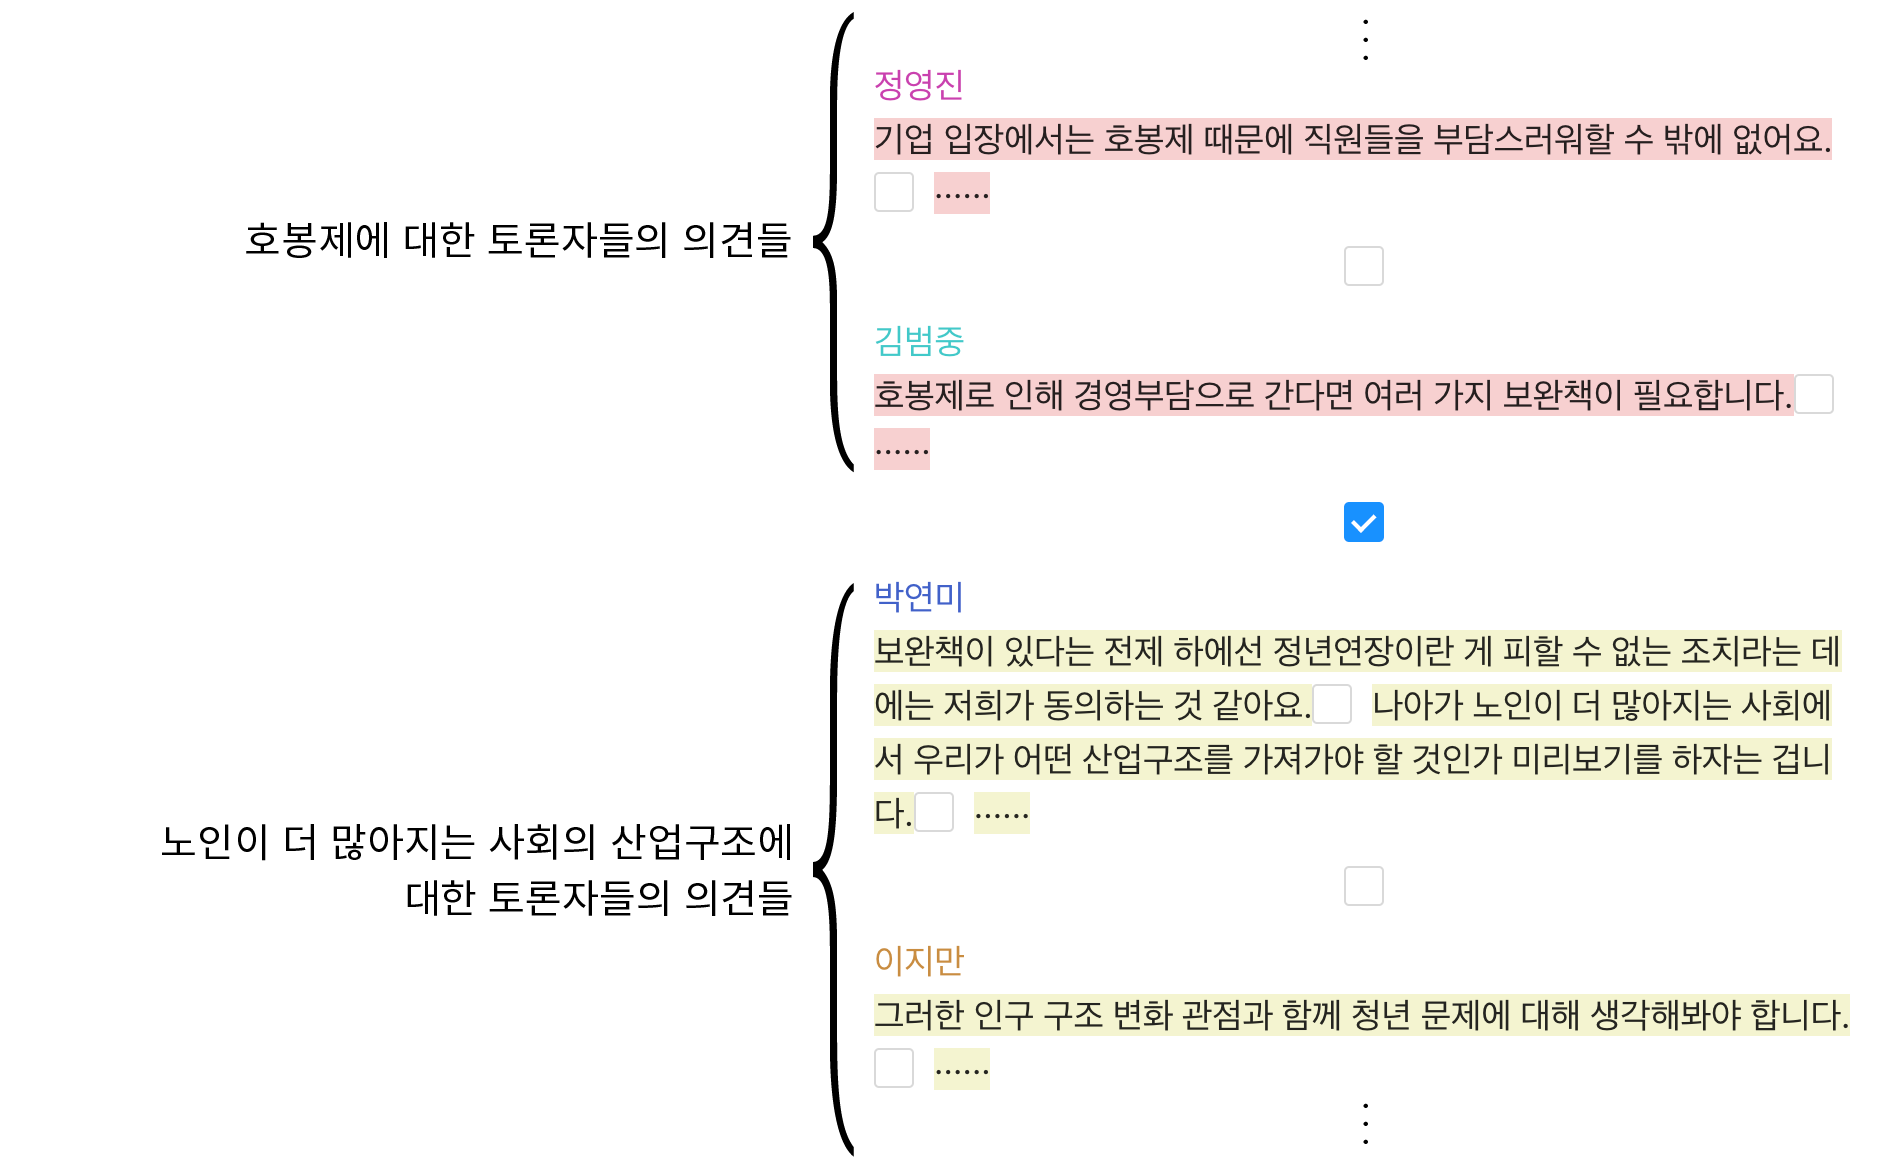 정영진
기업 입장에서는 호봉제 때문에 직원들을 부담스러워할 수 밖에 없어요.
……
호봉제에 대한 토론자들의 의견들
김범중
호봉제로 인해 경영부담으로 간다면 여러 가지 보완책이 필요합니다.
……
박연미
보완책이 있다는 전제 하에선 정년연장이란 게 피할 수 없는 조치라는 데
에는 저희가 동의하는 것 같아요. 나아가 노인이 더 많아지는 사회에
서 우리가 어떤 산업구조를 가져가야 할 것인가 미리보기를 하자는 겁니
다. ……
노인이 더 많아지는 사회의 산업구조에
대한 토론자들의 의견들
이지만
그러한 인구 구조 변화 관점과 함께 청년 문제에 대해 생각해봐야 합니다.
……